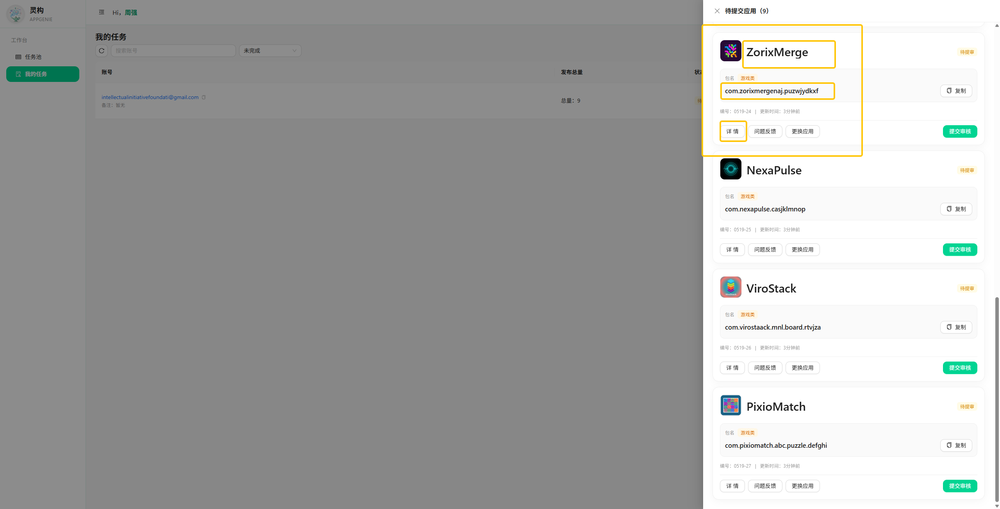 灵构
APPGENIE
工作台
任务池
我的任务
Hi，周强
我的任务
搜索账号
未完成
账号
发布总量
intellectualinitiativefoundati@gmail.com
备注：暂无
总量：9
待提交应用（9）
ZorixMerge
待提审
包名 游戏类
com.zorixmergenaj.puzwjydkxf
复制
编号：0519-24 | 更新时间：3分钟前
详 情 问题反馈 更换应用 提交审核
NexaPulse
待提审
包名 游戏类
com.nexapulse.casjklmnop
复制
编号：0519-25 | 更新时间：3分钟前
详 情 问题反馈 更换应用 提交审核
ViroStack
待提审
ViroStack
包名 游戏类
com.virostaack.mnl.board.rtvjza
复制
编号：0519-26 | 更新时间：3分钟前
详 情 问题反馈 更换应用 提交审核
PixioMatch
待提审
包名 游戏类
com.pixiomatch.abc.puzzle.defghi
复制
编号：0519-27 | 更新时间：3分钟前
详 情 问题反馈 更换应用 提交审核